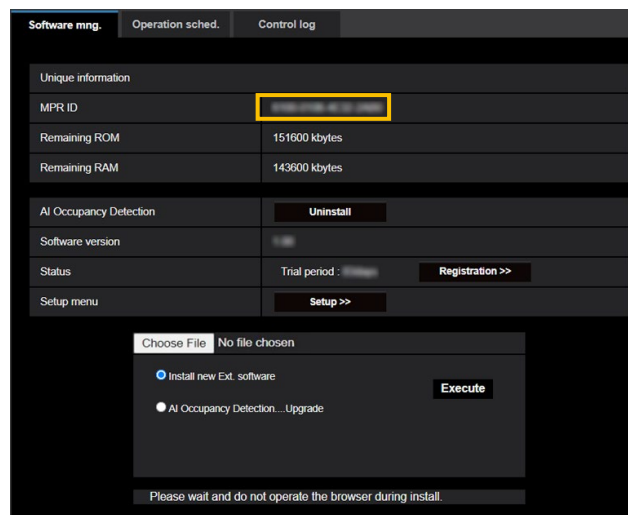 Software mng. Operation sched. Control log
Unique information
MPR ID
Remaining ROM 151600 kbytes
Remaining RAM 143600 kbytes
AI Occupancy Detection Uninstall
Software version
Status Trial period : Registration >>
Setup menu Setup >>
Choose File No file chosen
Install new Ext. software
Execute
AI Occupancy Detection....Upgrade
Please wait and do not operate the browser during install.